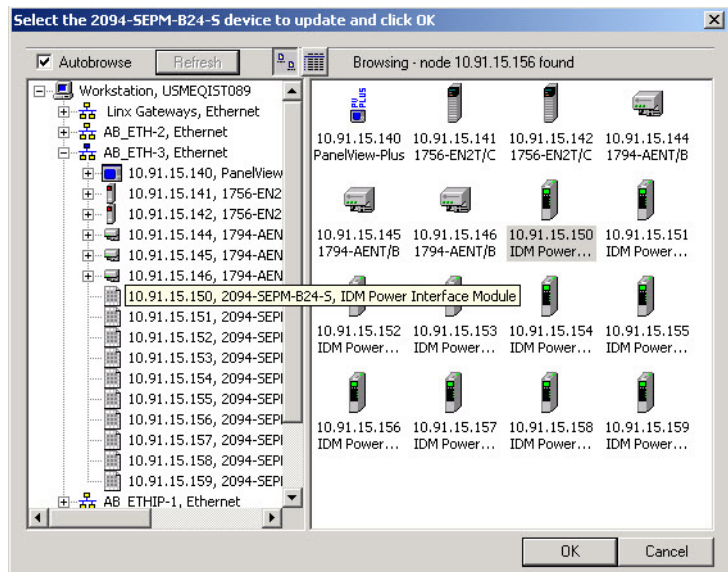 Select the 2094-SEPM-B24-S device to update and click OK
Autobrowse
Refresh
Browsing - node 10.91.15.156 found
Workstation, USMEQIST089
Linx Gateways, Ethernet
AB_ETH-2, Ethernet
AB_ETH-3, Ethernet
10.91.15.140, PanelView
10.91.15.141, 1756-EN2
10.91.15.142, 1756-EN2
10.91.15.144, 1794-AEN
10.91.15.145, 1794-AEN
10.91.15.146, 1794-AEN
10.91.15.150, 2094-SEPM-B24-S, IDM Power Interface Module
10.91.15.151, 2094-SEPI
10.91.15.152, 2094-SEPI
10.91.15.153, 2094-SEPI
10.91.15.154, 2094-SEPI
10.91.15.155, 2094-SEPI
10.91.15.156, 2094-SEPI
10.91.15.157, 2094-SEPI
10.91.15.158, 2094-SEPI
10.91.15.159, 2094-SEPI
AB_ETHIP-1, Ethernet
PV PLUS
10.91.15.140 10.91.15.141 10.91.15.142 10.91.15.144
PanelView-Plus 1756-EN2T/C 1756-EN2T/C 1794-AENT/B
10.91.15.145 10.91.15.146 10.91.15.150 10.91.15.151
1794-AENT/B 1794-AENT/B IDM Power... IDM Power...
10.91.15.152 10.91.15.153 10.91.15.154 10.91.15.155
IDM Power... IDM Power... IDM Power... IDM Power...
10.91.15.156 10.91.15.157 10.91.15.158 10.91.15.159
IDM Power... IDM Power... IDM Power... IDM Power...
OK
Cancel